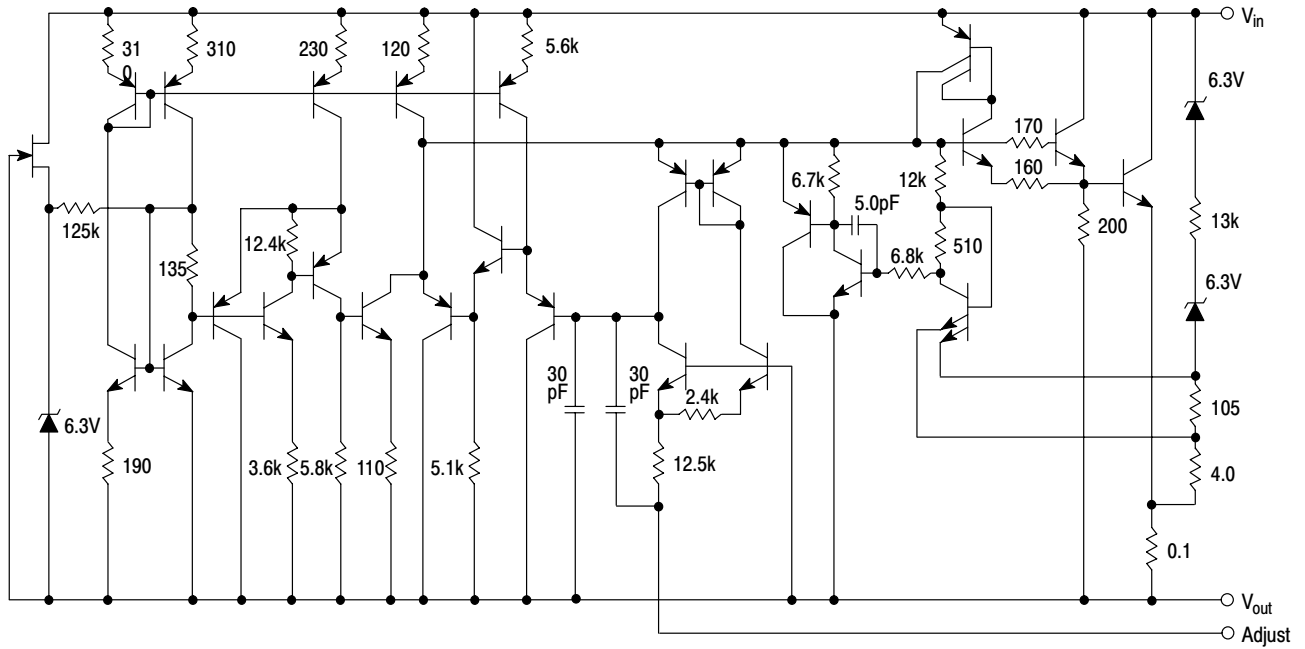 V_in
31
0
310
230
120
5.6k
6.3V
170
160
6.7k
12k
5.0pF
125k
12.4k
6.8k
510
200
13k
135
6.3V
30
pF
30
pF
2.4k
105
6.3V
190
3.6k
5.8k
110
5.1k
12.5k
4.0
0.1
V_out
Adjust